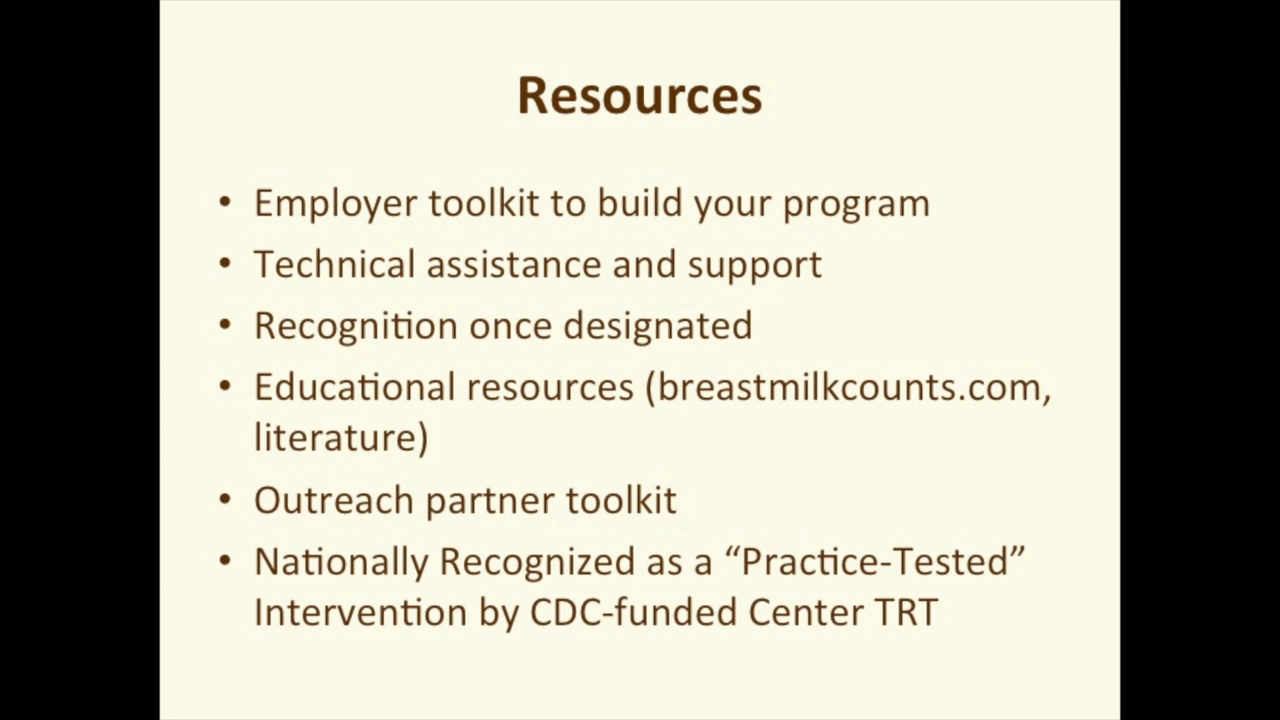 Resources
• Employer toolkit to build your program
• Technical assistance and support
• Recognition once designated
• Educational resources (breastmilkcounts.com,
literature)
• Outreach partner toolkit
• Nationally Recognized as a “Practice-Tested”
Intervention by CDC-funded Center TRT